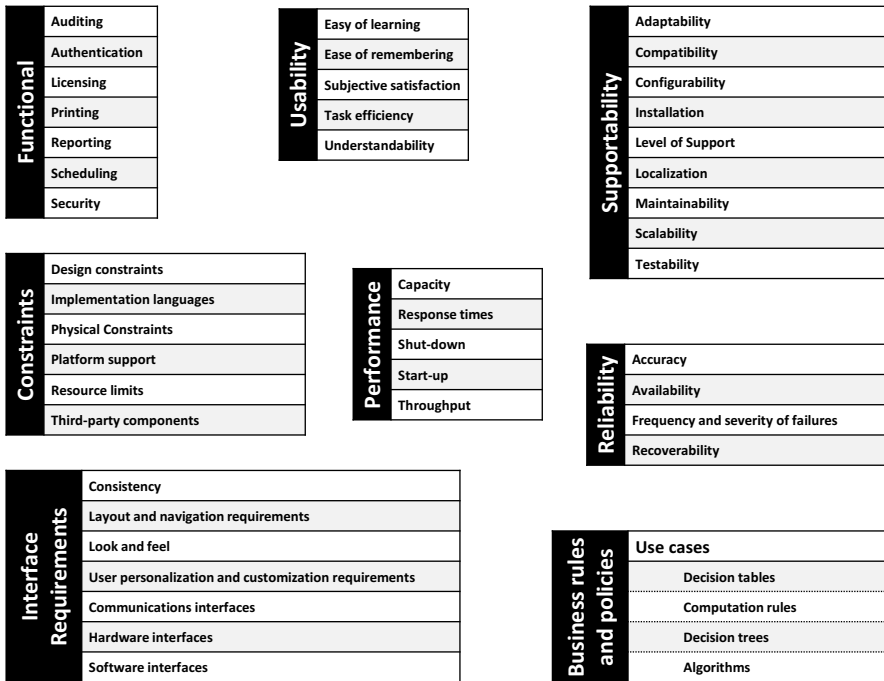 Functional
Auditing
Authentication
Licensing
Printing
Reporting
Scheduling
Security
Usability
Easy of learning
Ease of remembering
Subjective satisfaction
Task efficiency
Understandability
Supportability
Adaptability
Compatibility
Configurability
Installation
Level of Support
Localization
Maintainability
Scalability
Testability
Constraints
Design constraints
Implementation languages
Physical Constraints
Platform support
Resource limits
Third-party components
Performance
Capacity
Response times
Shut-down
Start-up
Throughput
Reliability
Accuracy
Availability
Frequency and severity of failures
Recoverability
Interface
Requirements
Consistency
Layout and navigation requirements
Look and feel
User personalization and customization requirements
Communications interfaces
Hardware interfaces
Software interfaces
Business rules
and policies
Use cases
Decision tables
Computation rules
Decision trees
Algorithms